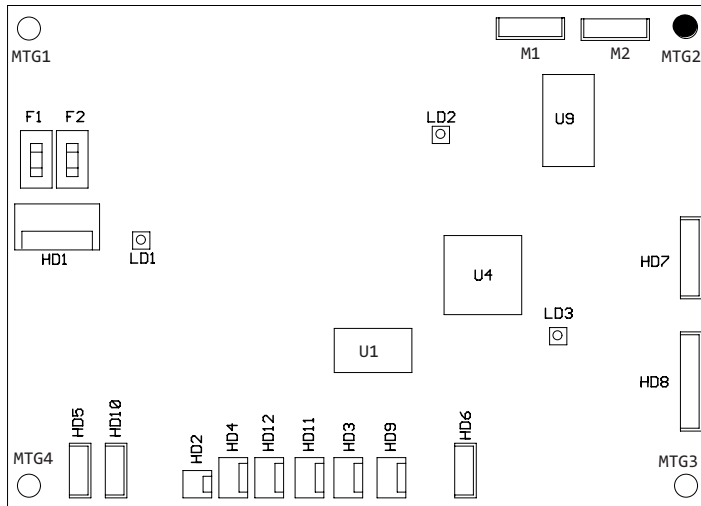 MTG1
M1
M2
MTG2
F1
F2
LD2
U9
HD1
LD1
HD7
U4
LD3
U1
HD8
HD5
HD10
HD2
HD4
HD12
HD11
HD3
HD9
HD6
MTG4
MTG3